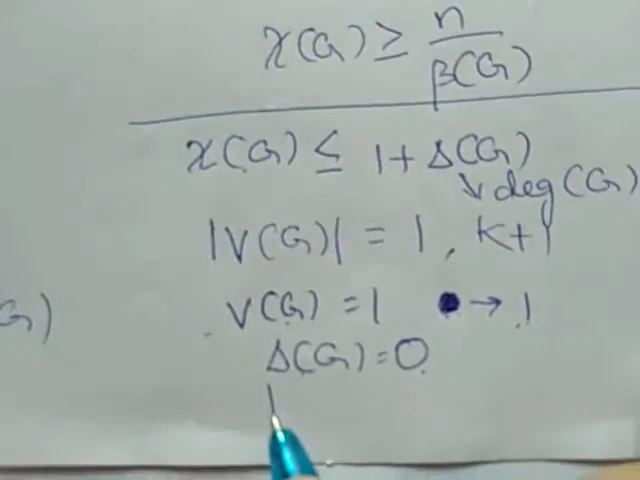 χ(G) ≥ n/β(G)
χ(G) ≤ 1+ Δ(G)
↓ deg(G)
|V(G)| = 1, K+1
G)
V(G) = 1 ● → 1
Δ(G) = 0